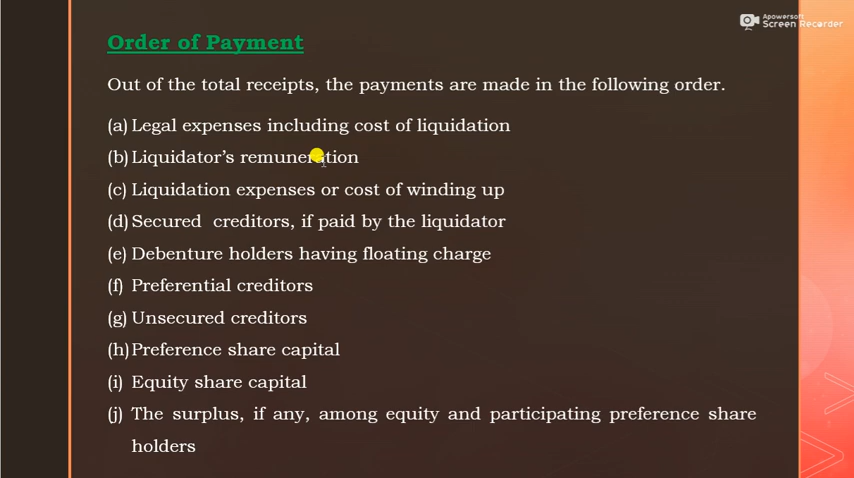 Apowersoft
Screen Recorder
Order of Payment
Out of the total receipts, the payments are made in the following order.
(a) Legal expenses including cost of liquidation
(b) Liquidator's remuneration
(c) Liquidation expenses or cost of winding up
(d) Secured creditors, if paid by the liquidator
(e) Debenture holders having floating charge
(f) Preferential creditors
(g) Unsecured creditors
(h) Preference share capital
(i) Equity share capital
(j) The surplus, if any, among equity and participating preference share
holders